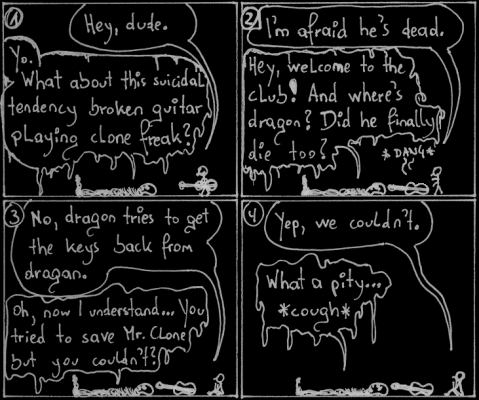 1
Hey, dude.
Yo.
What about this suicidal
tendency broken guitar
playing clone freak?
2
I'm afraid he's dead.
Hey, welcome to the
club! And where's
dragon? Did he finally
die too?
*DANG*
3
No, dragon tries to get
the keys back from
dragan.
Oh, now I understand... You
tried to save Mr. Clone
but you couldn't?
4
Yep, we couldn't.
What a pity...
*cough*